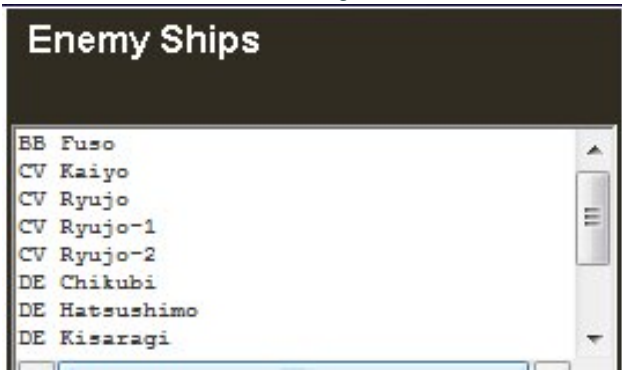 Enemy Ships
BB Fuso
CV Kaiyo
CV Ryujo
CV Ryujo-1
CV Ryujo-2
DE Chikubi
DE Hatsushimo
DE Kisaragi